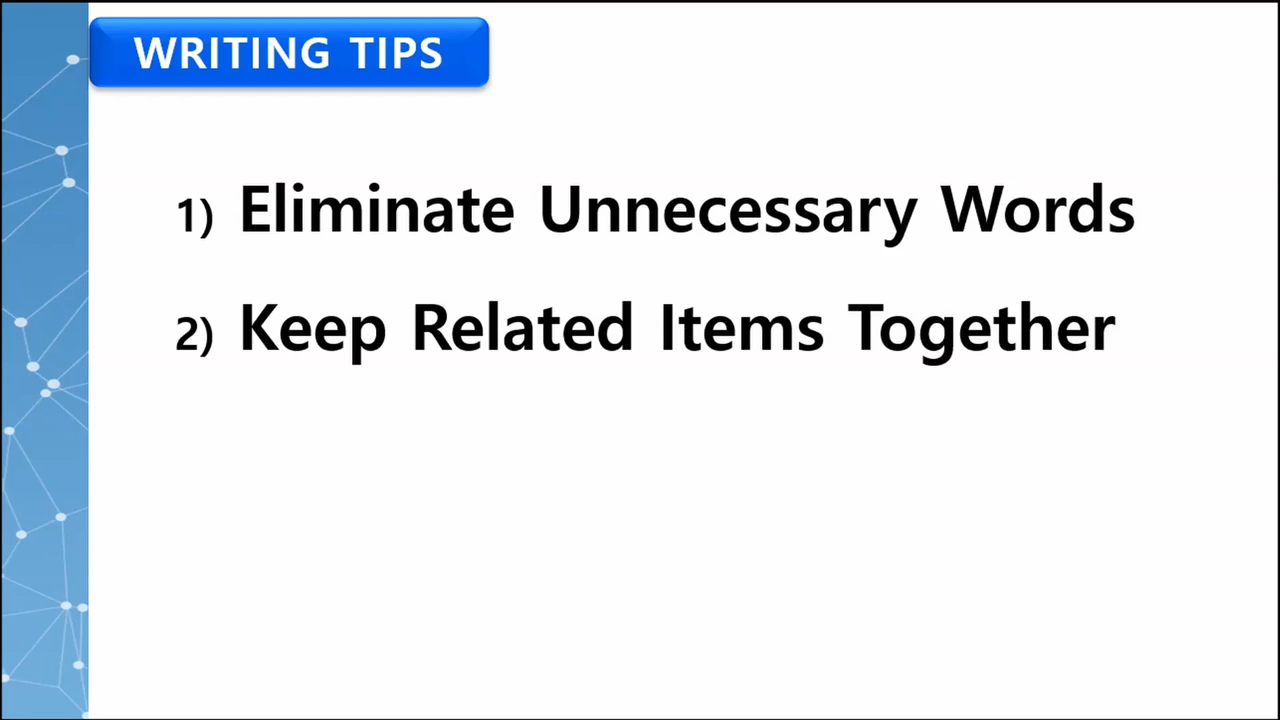 WRITING TIPS
1) Eliminate Unnecessary Words
2) Keep Related Items Together